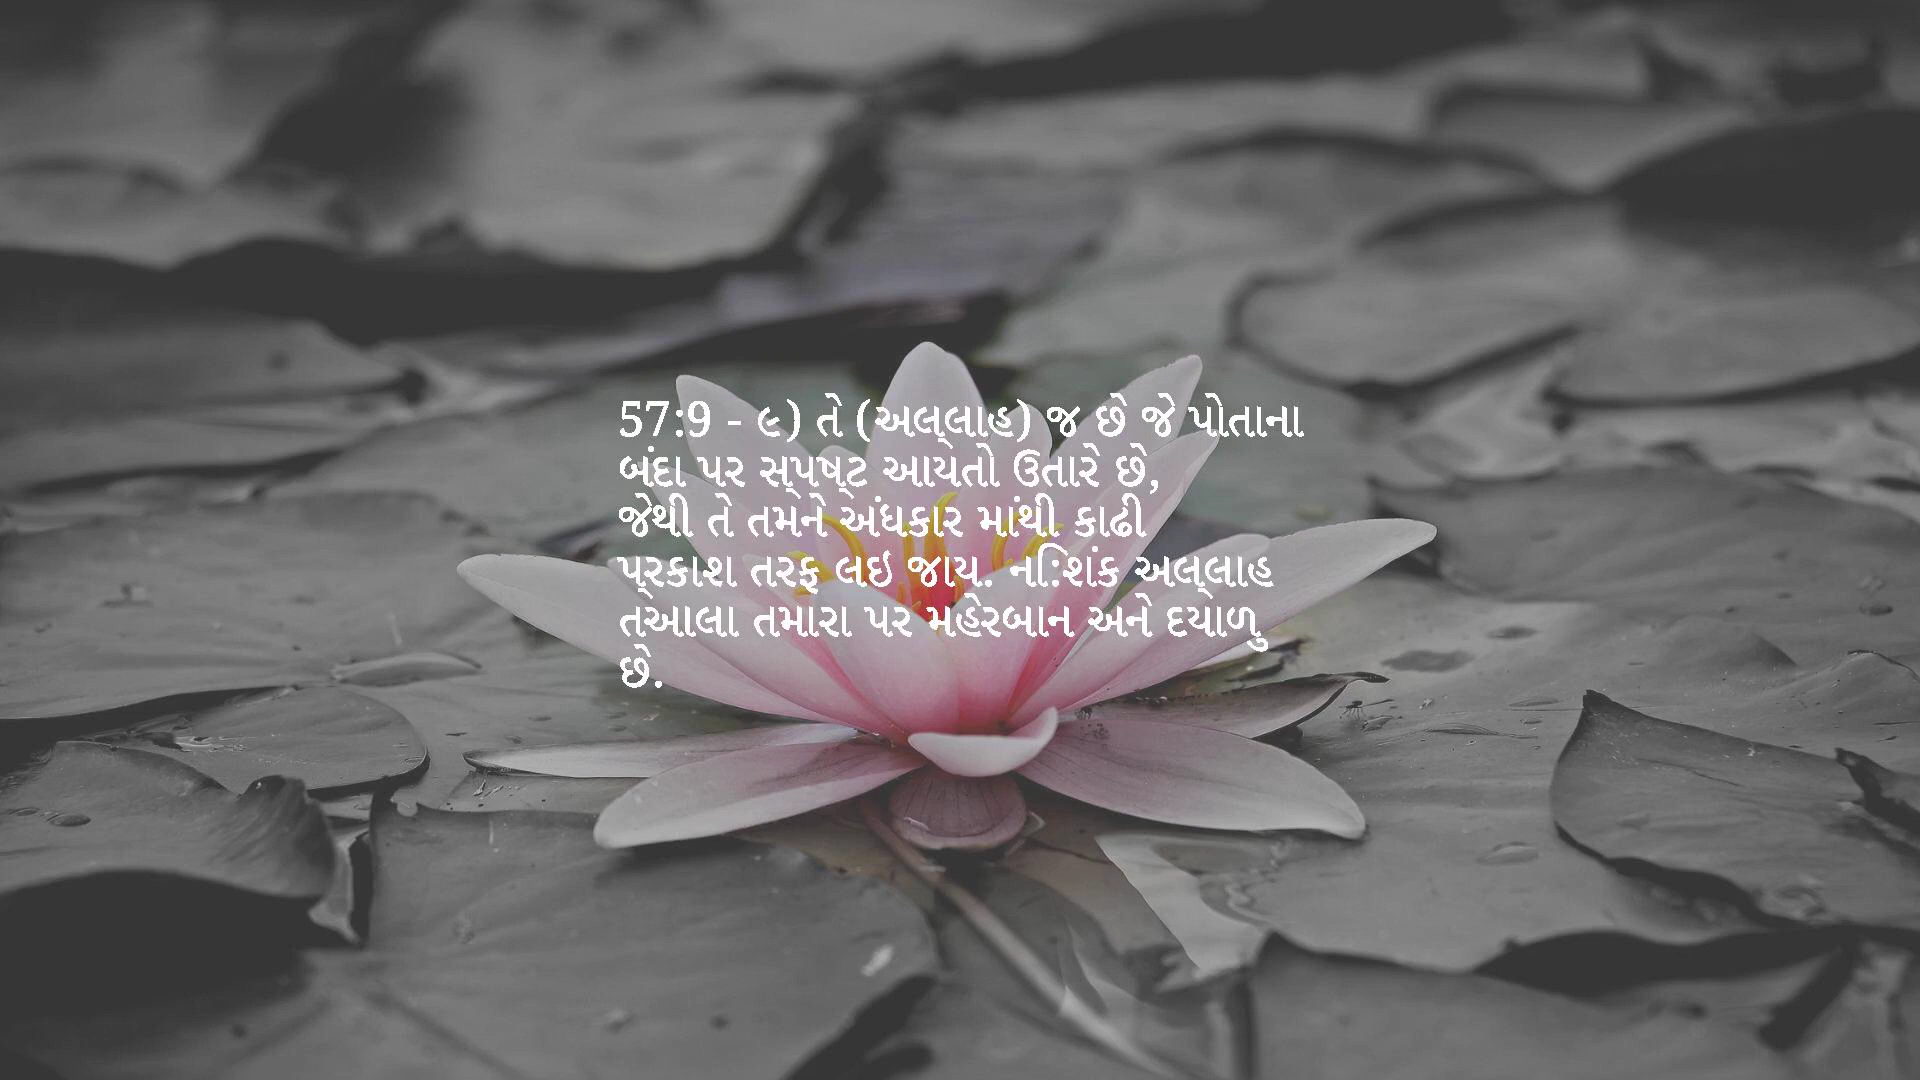 57:9 - ૯) તે (અલ્લાહ) જ છે જે પોતાના
બંદા પર સ્પષ્ટ આયતો ઉતારે છે,
જેથી તે તમને અંધકાર માંથી કાઢી
પ્રકાશ તરફ લઇ જાય. નિ:શંક અલ્લાહ
ત્આલા તમારા પર મહેરબાન અને દયાળુ
છે.